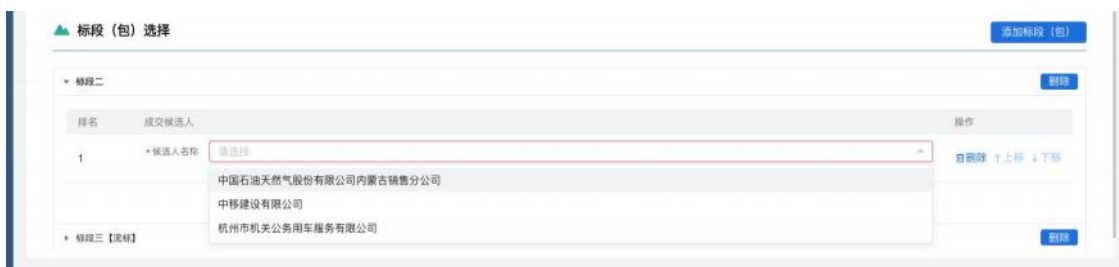 标段（包）选择 添加标段（包）
标段二 删除
排名 成交候选人 操作
1 *候选人名称 请选择 删除 ↑上移 ↓下移
中国石油天然气股份有限公司内蒙古销售分公司
中移建设有限公司
杭州市机关公务用车服务有限公司
标段三【流标】 删除